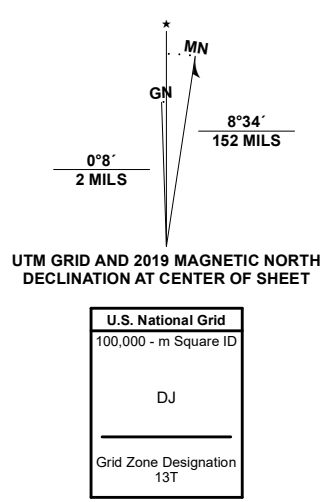 ★
MN
GN
8°34´
152 MILS
0°8´
2 MILS
UTM GRID AND 2019 MAGNETIC NORTH
DECLINATION AT CENTER OF SHEET
U.S. National Grid
100,000 - m Square ID
DJ
Grid Zone Designation
13T